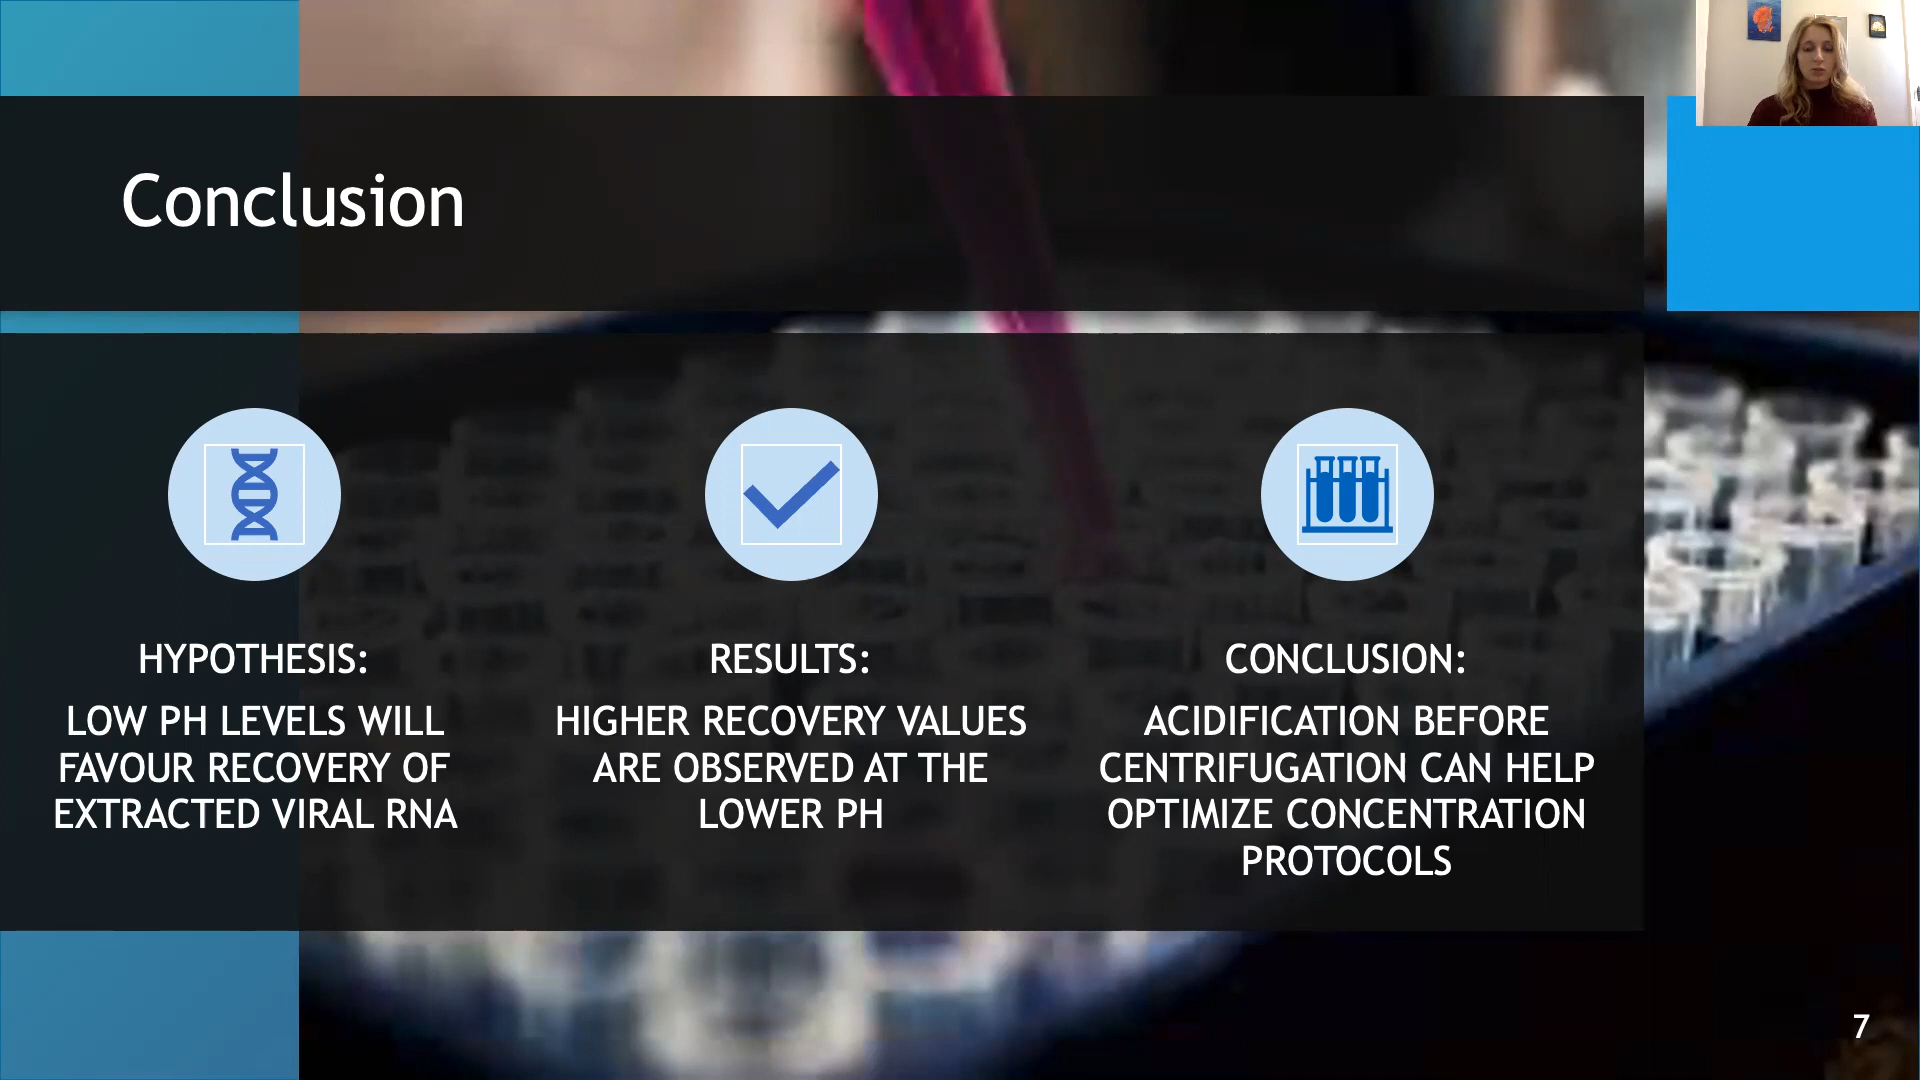 Conclusion
HYPOTHESIS:
LOW PH LEVELS WILL
FAVOUR RECOVERY OF
EXTRACTED VIRAL RNA
RESULTS:
HIGHER RECOVERY VALUES
ARE OBSERVED AT THE
LOWER PH
CONCLUSION:
ACIDIFICATION BEFORE
CENTRIFUGATION CAN HELP
OPTIMIZE CONCENTRATION
PROTOCOLS
7